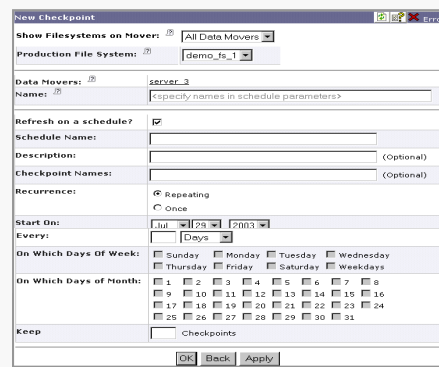 New Checkpoint
Show Filesystems on Mover: All Data Movers
Production File System: demo_fs_1
Data Movers: server_3
Name: <specify names in schedule parameters>
Refresh on a schedule?
Schedule Name:
Description: (Optional)
Checkpoint Names: (Optional)
Recurrence: Repeating
Once
Start On: Jul 29 2003
Every: Days
On Which Days Of Week: Sunday Monday Tuesday Wednesday
Thursday Friday Saturday Weekdays
On Which Days of Month: 1 2 3 4 5 6 7 8
9 10 11 12 13 14 15 16
17 18 19 20 21 22 23 24
25 26 27 28 29 30 31
Keep Checkpoints
OK Back Apply